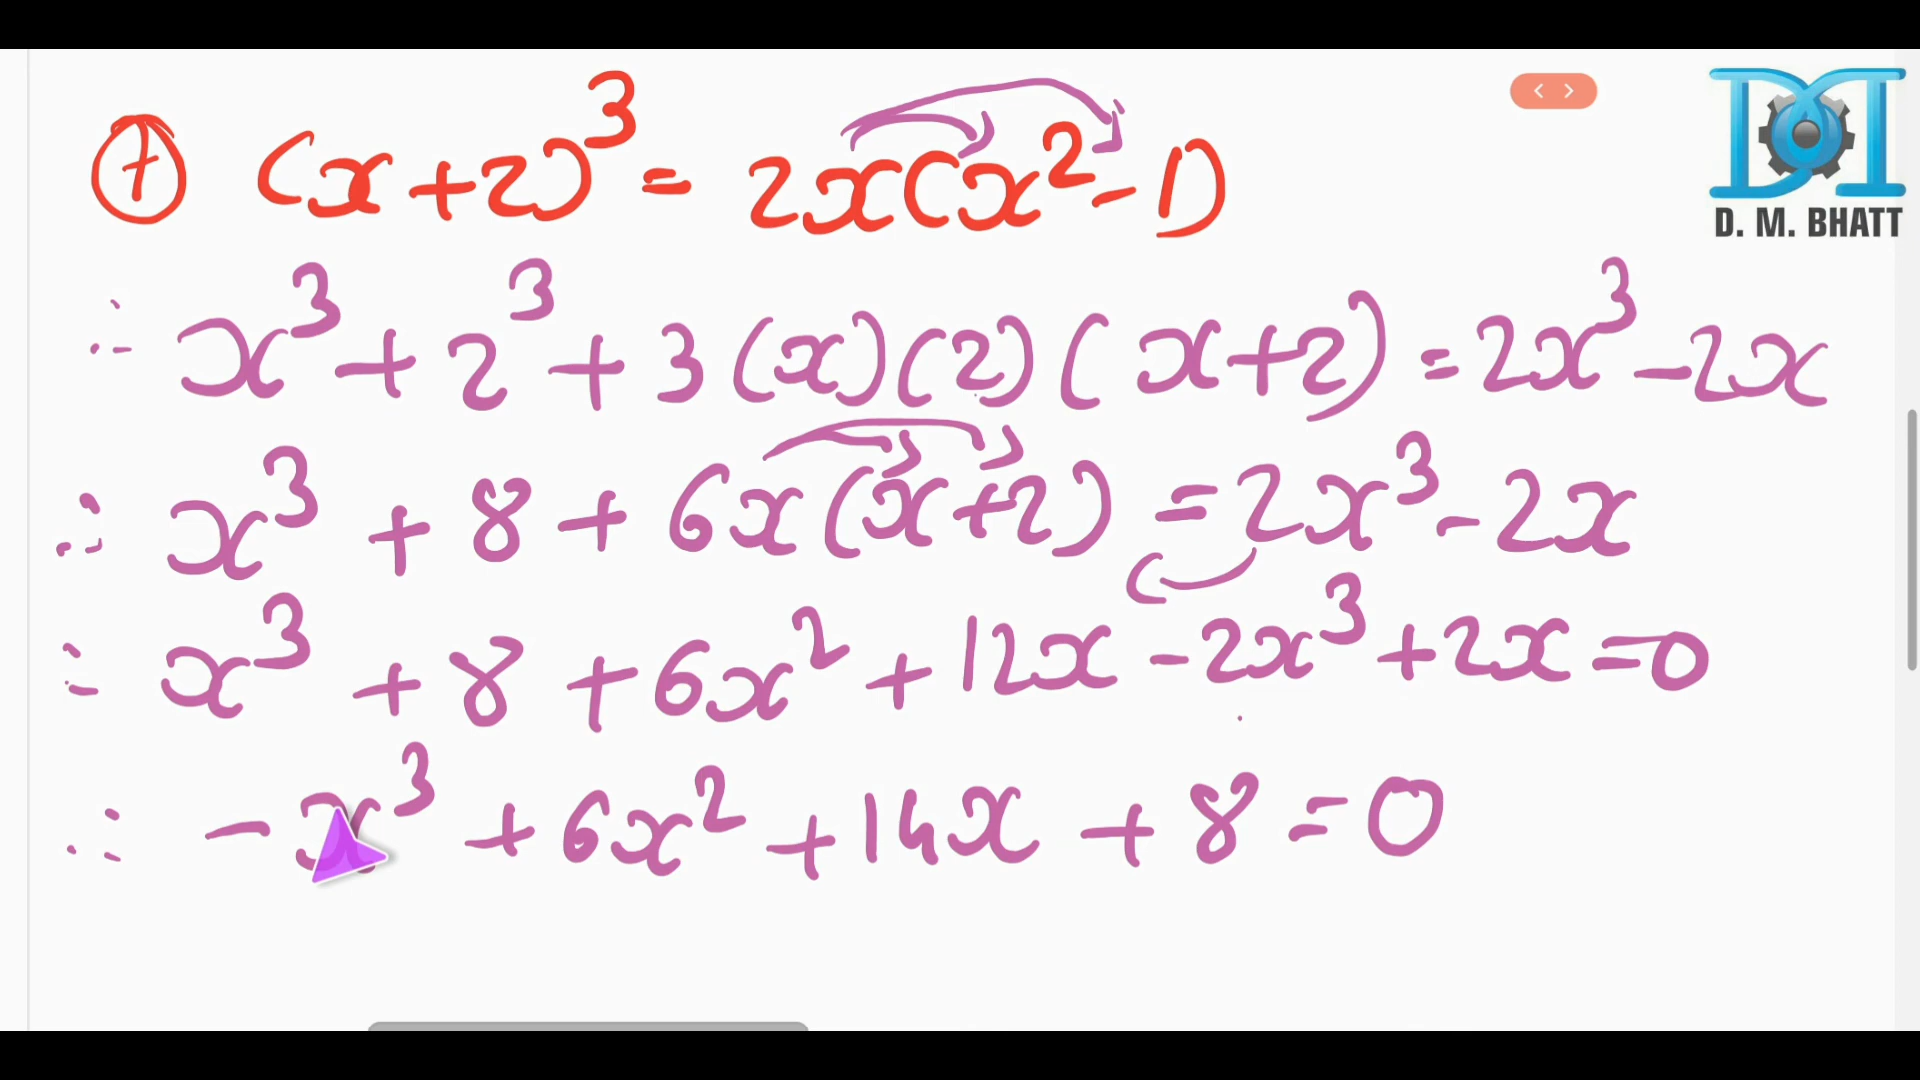 7 (x+2)³ = 2x(x²-1)
D. M. BHATT
∴ x³ + 2³ + 3(x)(2)(x+2) = 2x³ - 2x
∴ x³ + 8 + 6x(x+2) = 2x³ - 2x
∴ x³ + 8 + 6x² + 12x - 2x³ + 2x = 0
∴ -x³ + 6x² + 14x + 8 = 0